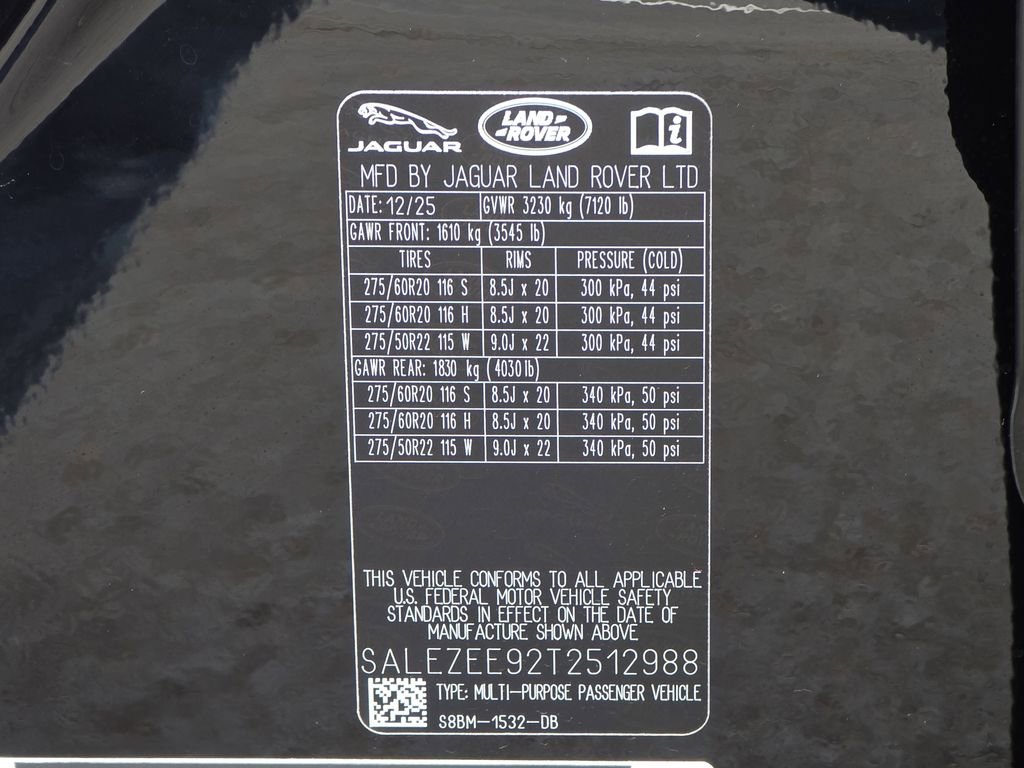 JAGUAR LAND ROVER i
MFD BY JAGUAR LAND ROVER LTD
DATE: 12/25 GVWR 3230 kg (7120 lb)
GAWR FRONT: 1610 kg (3545 lb)
TIRES RIMS PRESSURE (COLD)
275/60R20 116 S 8.5J x 20 300 kPa, 44 psi
275/60R20 116 H 8.5J x 20 300 kPa, 44 psi
275/50R22 115 W 9.0J x 22 300 kPa, 44 psi
GAWR REAR: 1830 kg (4030 lb)
275/60R20 116 S 8.5J x 20 340 kPa, 50 psi
275/60R20 116 H 8.5J x 20 340 kPa, 50 psi
275/50R22 115 W 9.0J x 22 340 kPa, 50 psi
THIS VEHICLE CONFORMS TO ALL APPLICABLE
U.S. FEDERAL MOTOR VEHICLE SAFETY
STANDARDS IN EFFECT ON THE DATE OF
MANUFACTURE SHOWN ABOVE
SALEZEE92T2512988
TYPE: MULTI-PURPOSE PASSENGER VEHICLE
S8BM-1532-DB